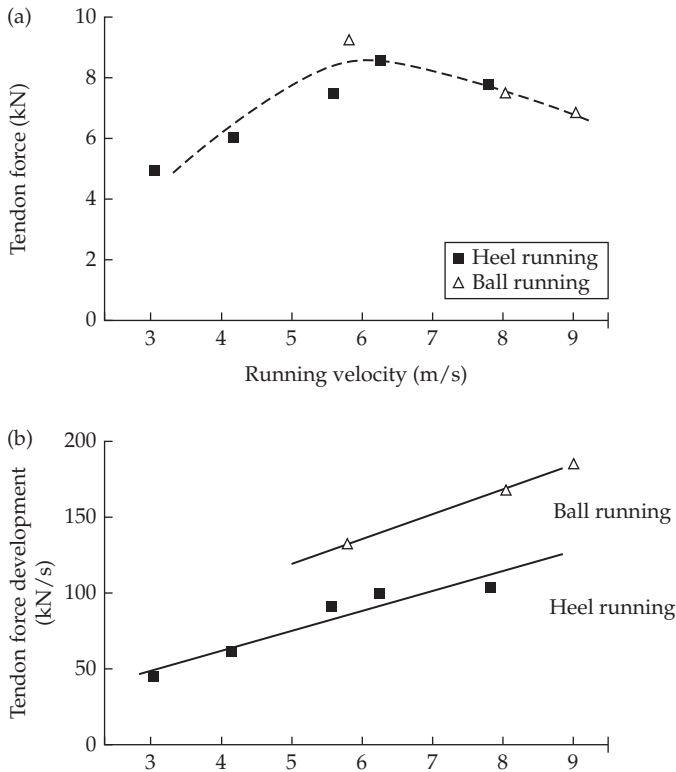 (a)
10
8
6
4
2
0
Tendon force (kN)
Heel running
Ball running
3 4 5 6 7 8 9
Running velocity (m/s)
(b)
200
150
100
50
0
Tendon force development
(kN/s)
Ball running
Heel running
3 4 5 6 7 8 9